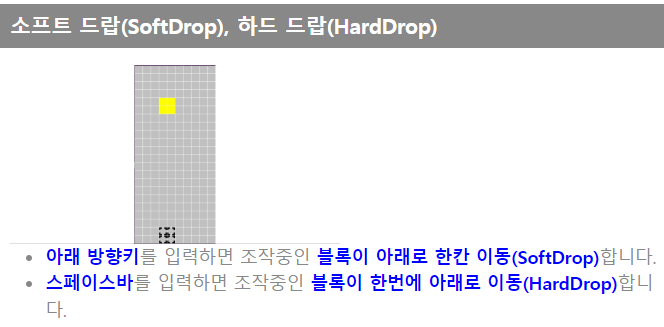 소프트 드랍(SoftDrop), 하드 드랍(HardDrop)
아래 방향키를 입력하면 조작중인 블록이 아래로 한칸 이동(SoftDrop)합니다.
스페이스바를 입력하면 조작중인 블록이 한번에 아래로 이동(HardDrop)합니
다.